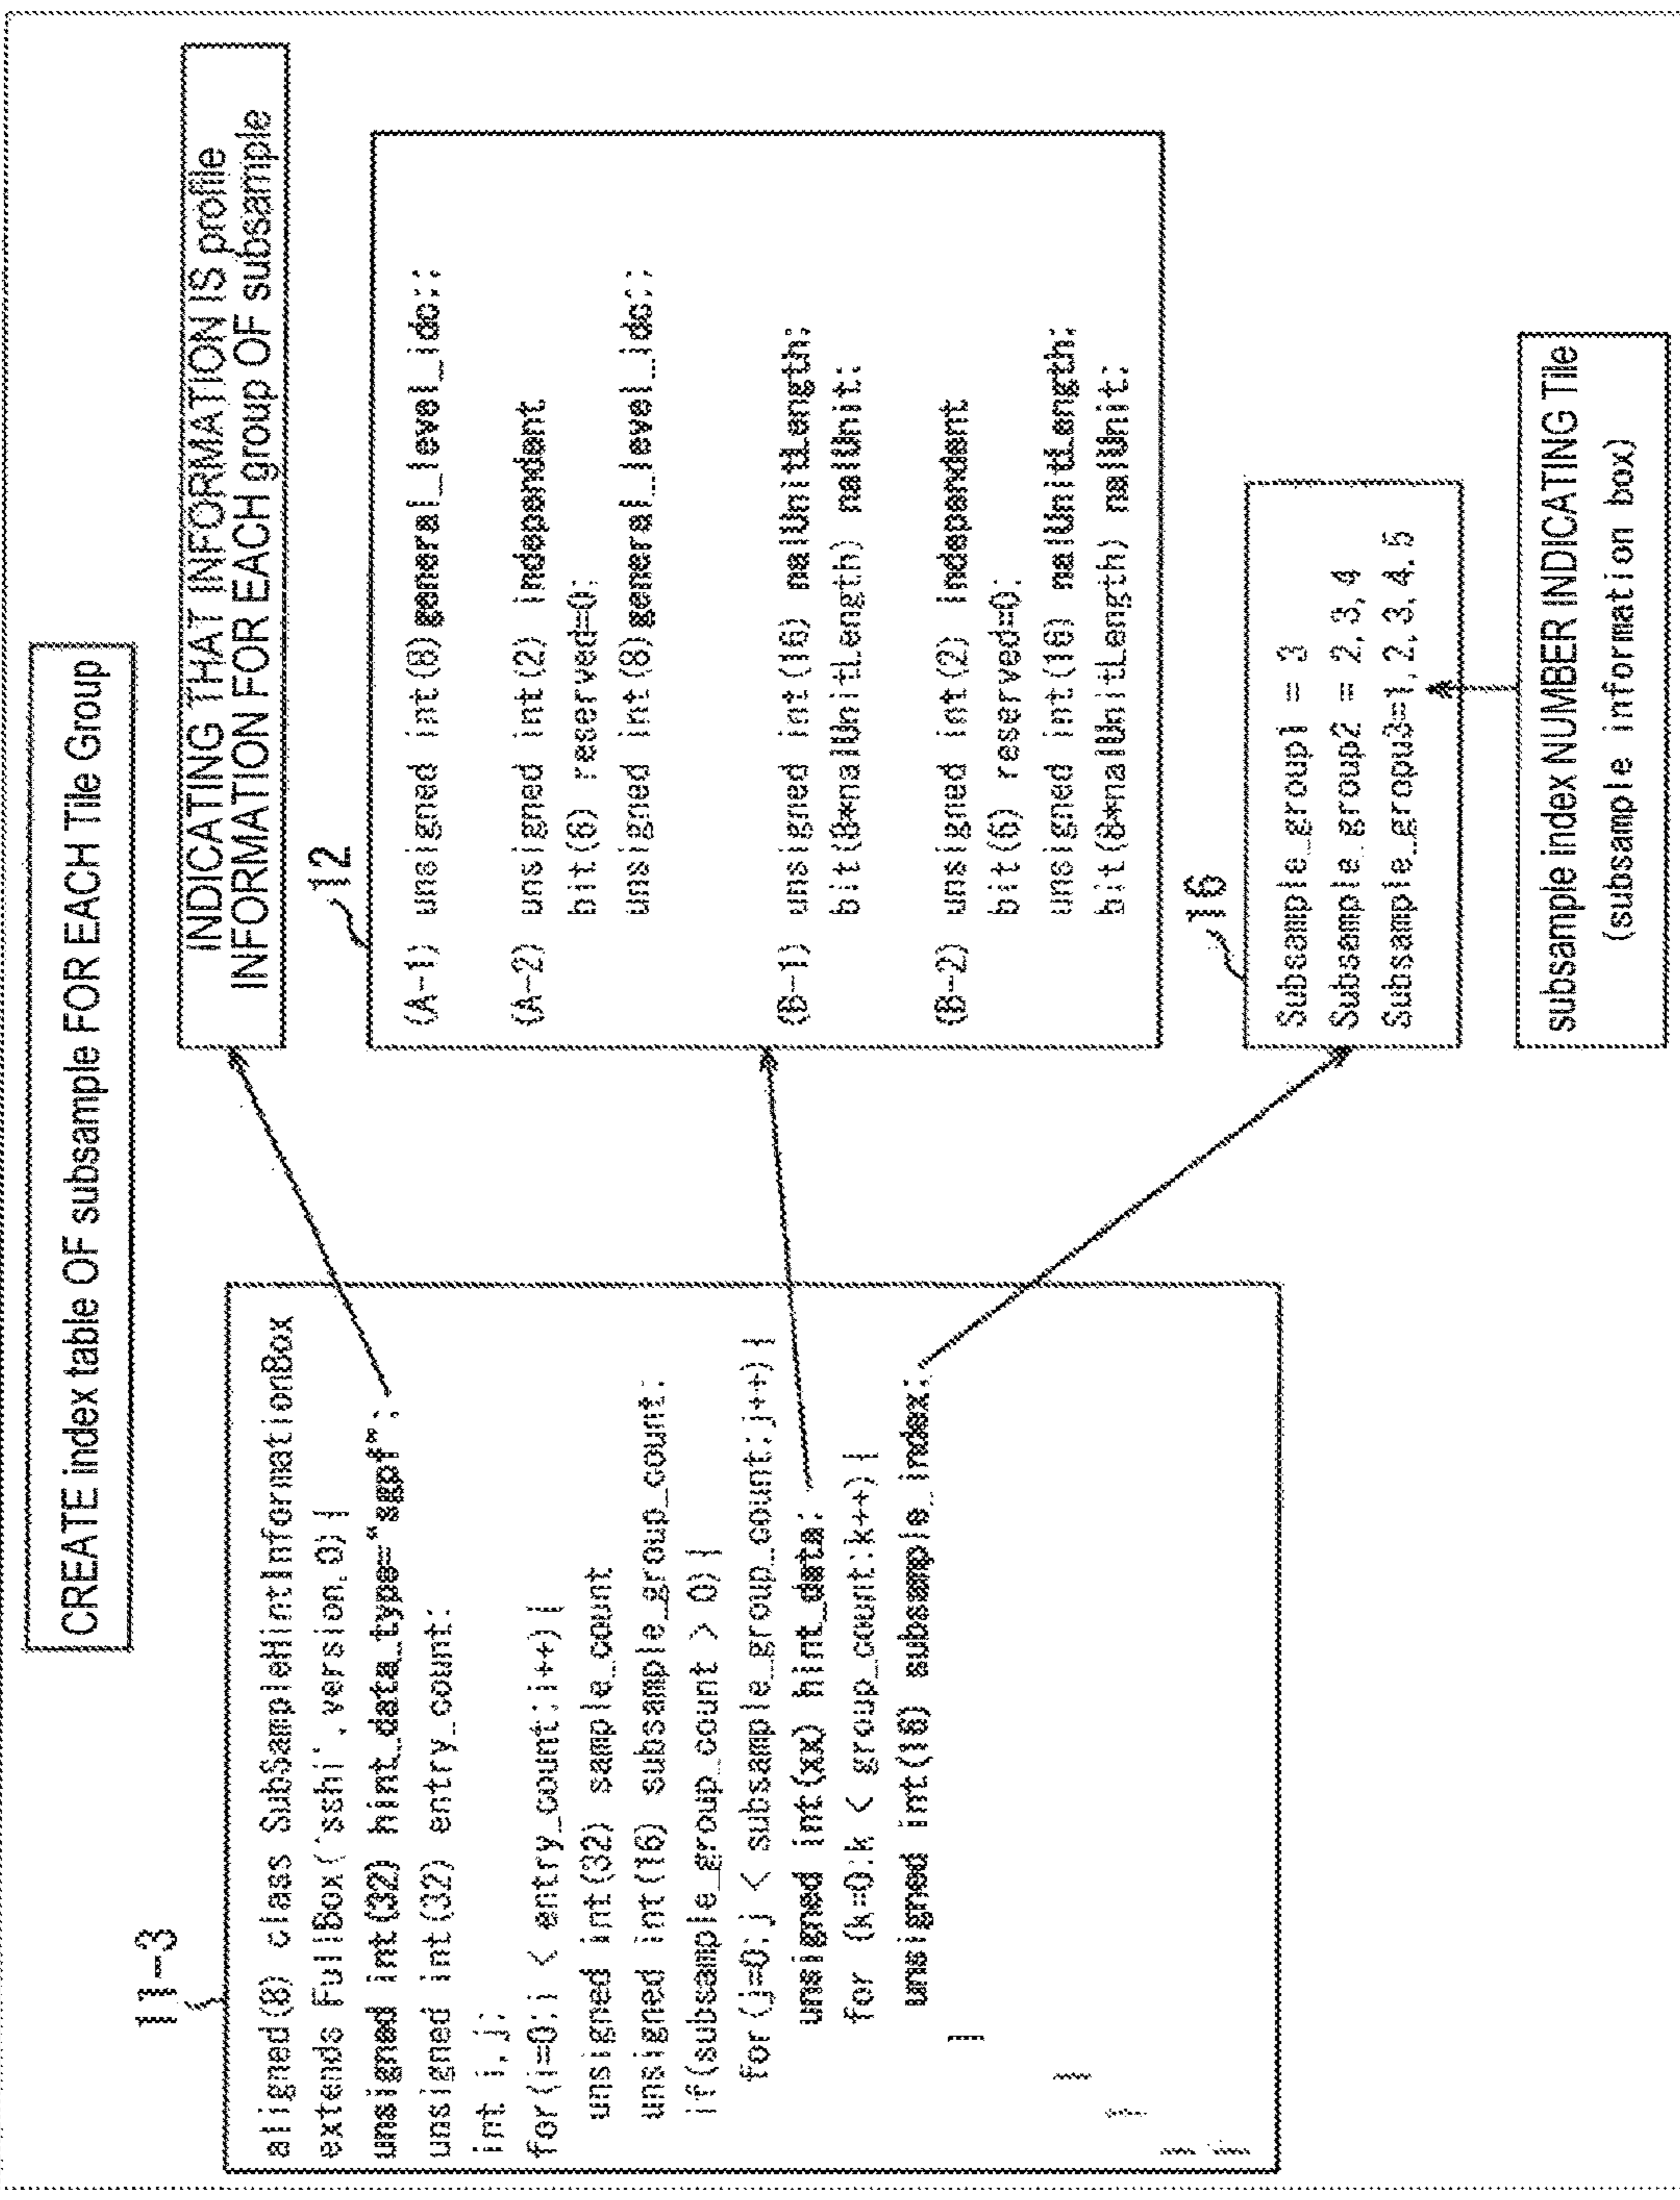 CREATE index table OF subsample FOR EACH Tile Group
11-3
aligned(8) class SubSampleHintInformationBox
extends FullBox('sshi',version,0){
unsigned int(32) hint_data_type="sgpf";
unsigned int(32) entry_count;
int i,j;
for(i=0;i < entry_count;i++){
unsigned int(32) sample_count
unsigned int(16) subsample_group_count;
if(subsample_group_count > 0){
for(j=0;j < subsample_group_count;j++){
unsigned int(xx) hint_data;
for (k=0;k < group_count;k++){
unsigned int(16) subsample_index;
}
}
}
}
}
INDICATING THAT INFORMATION IS profile
INFORMATION FOR EACH group OF subsample
12
(A-1) unsigned int(8)general_level_idc;;
(A-2) unsigned int(2) independent
bit(6) reserved=0;
unsigned int(8)general_level_idc;;
(B-1) unsigned int(16) nalUnitLength;
bit(8*nalUnitLength) nalUnit;
(B-2) unsigned int(2) independent
bit(6) reserved=0;
unsigned int(16) nalUnitLength;
bit(8*nalUnitLength) nalUnit;
16
Subsample_group1 = 3
Subsample_group2 = 2,3,4
Subsample_gropu3=1,2,3,4,5
subsample index NUMBER INDICATING Tile
(subsample information box)